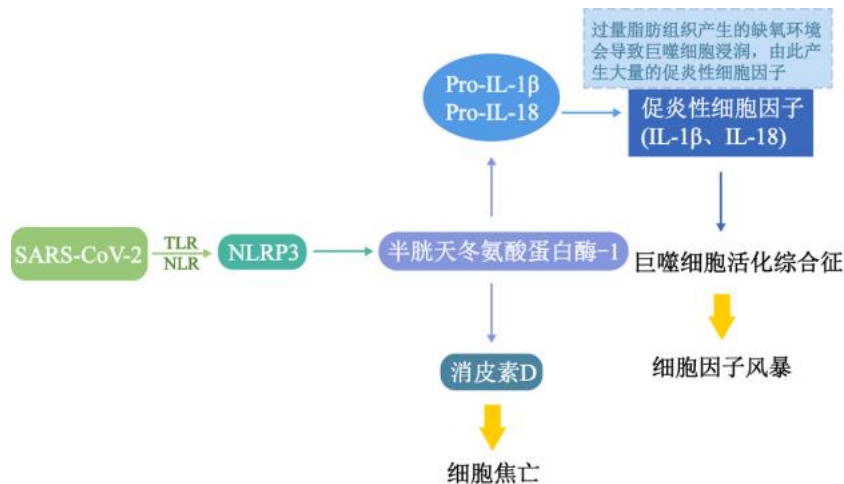 过量脂肪组织产生的缺氧环境
会导致巨噬细胞浸润，由此产
生大量的促炎性细胞因子
Pro-IL-1β
Pro-IL-18
促炎性细胞因子
(IL-1β、IL-18)
SARS-CoV-2
TLR
NLR
NLRP3
半胱天冬氨酸蛋白酶-1
巨噬细胞活化综合征
消皮素D
细胞因子风暴
细胞焦亡